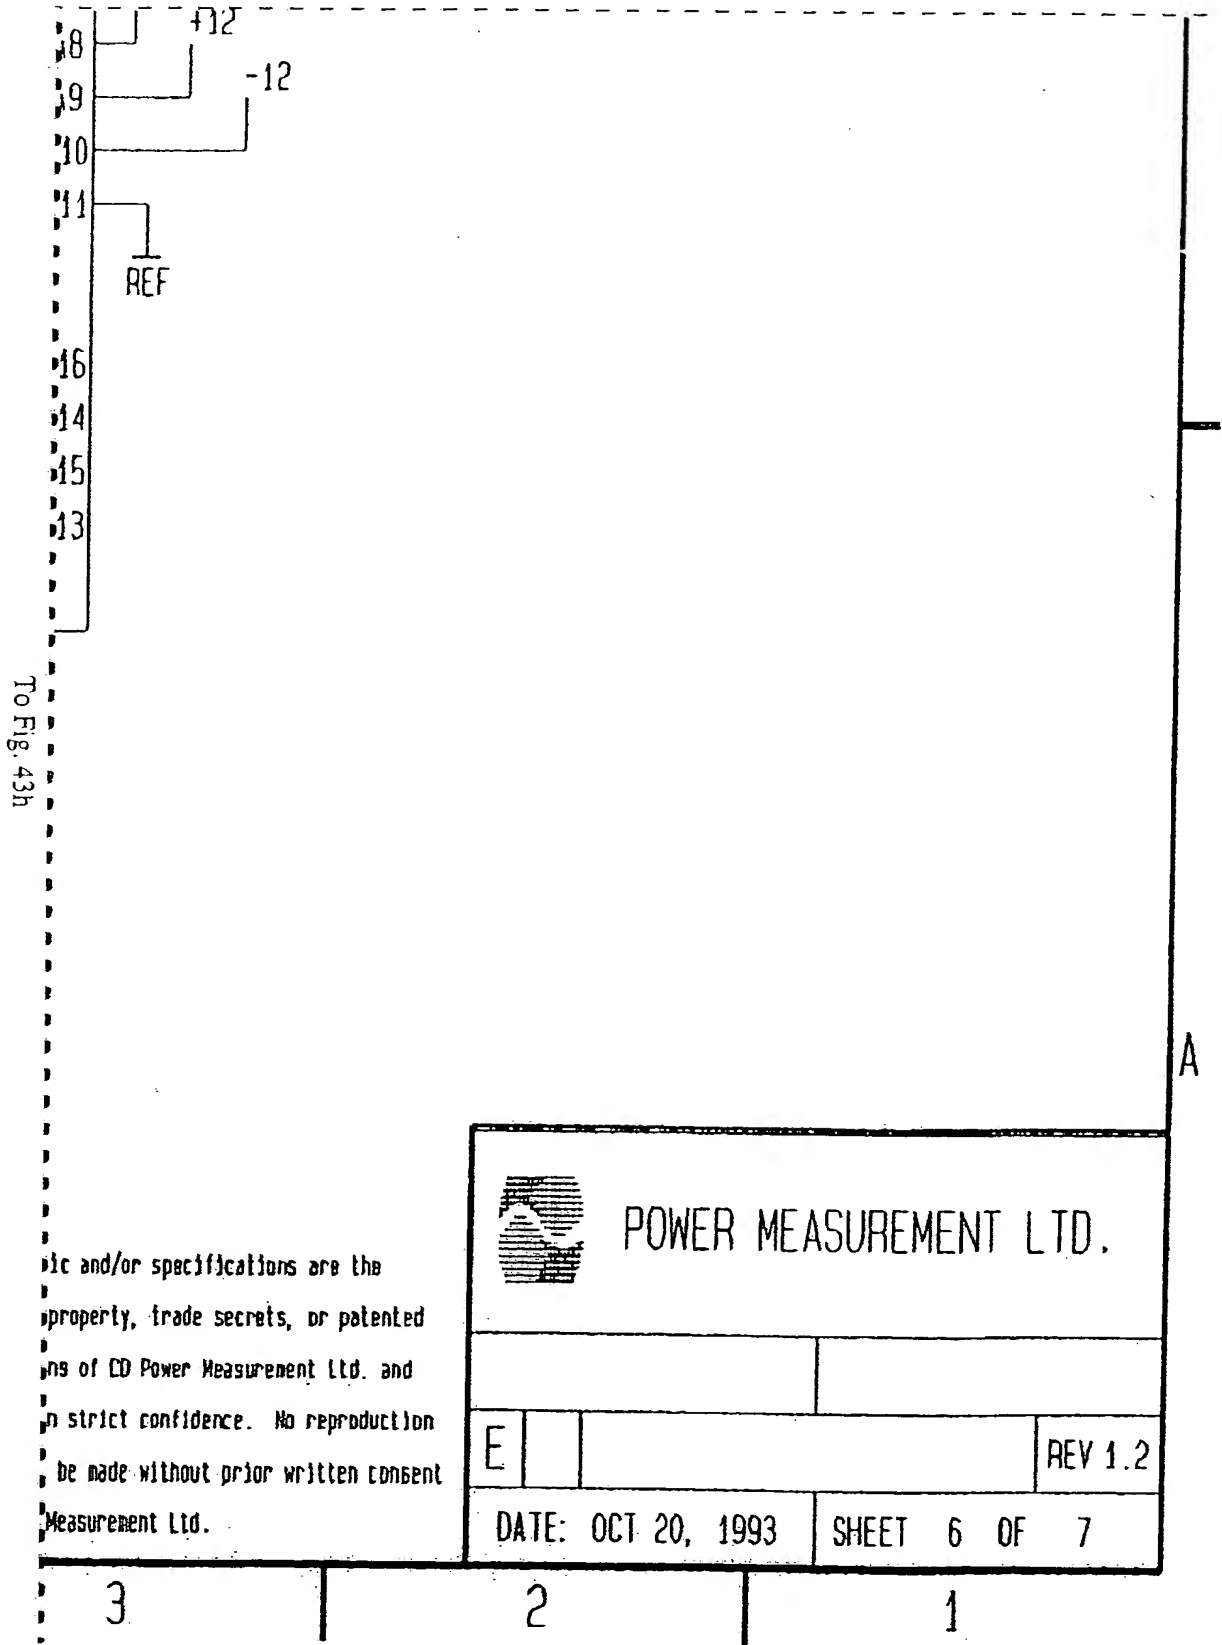 +12
18
-12
19
10
11
REF
16
14
15
13
To Fig. 43h
A
POWER MEASUREMENT LTD.
ic and/or specifications are the
property, trade secrets, or patented
ns of CD Power Measurement Ltd. and
n strict confidence. No reproduction
be made without prior written consent
Measurement Ltd.
E
REV 1.2
DATE: OCT 20, 1993
SHEET 6 OF 7
3
2
1